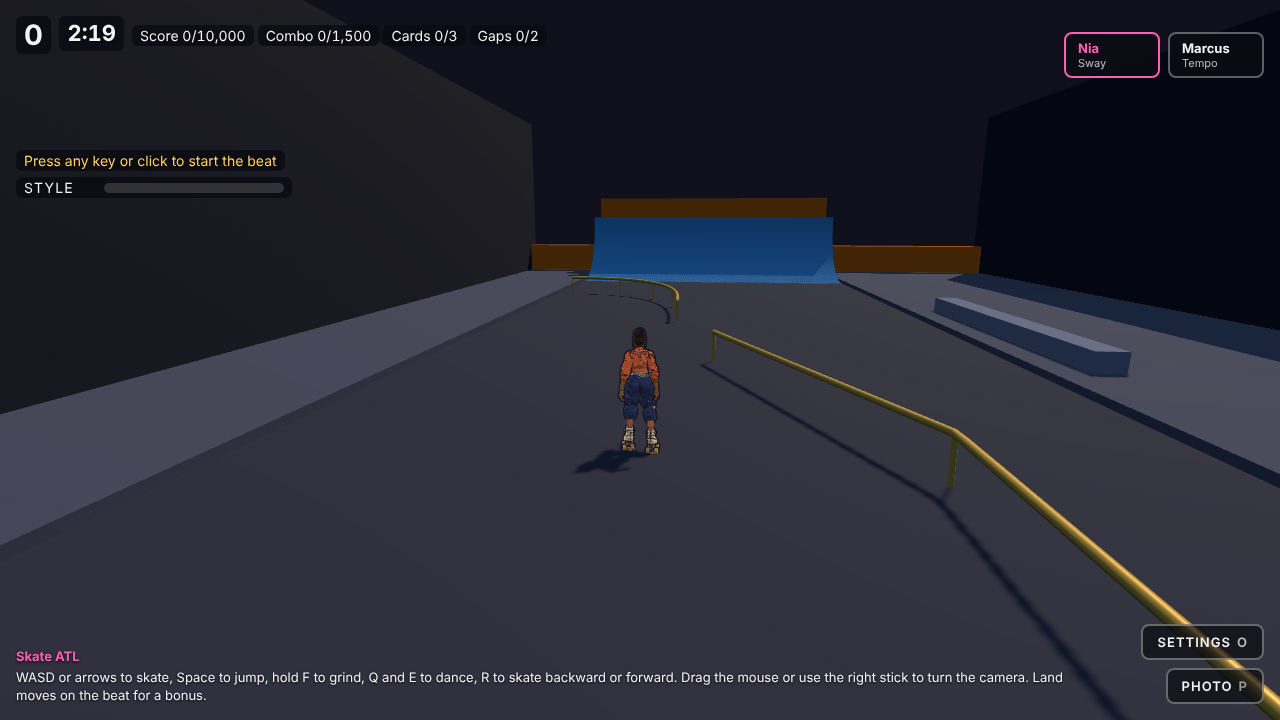 0 2:19 Score 0/10,000 Combo 0/1,500 Cards 0/3 Gaps 0/2
Nia
Sway
Marcus
Tempo
Press any key or click to start the beat
STYLE
SETTINGS O
PHOTO P
Skate ATL
WASD or arrows to skate, Space to jump, hold F to grind, Q and E to dance, R to skate backward or forward. Drag the mouse or use the right stick to turn the camera. Land
moves on the beat for a bonus.